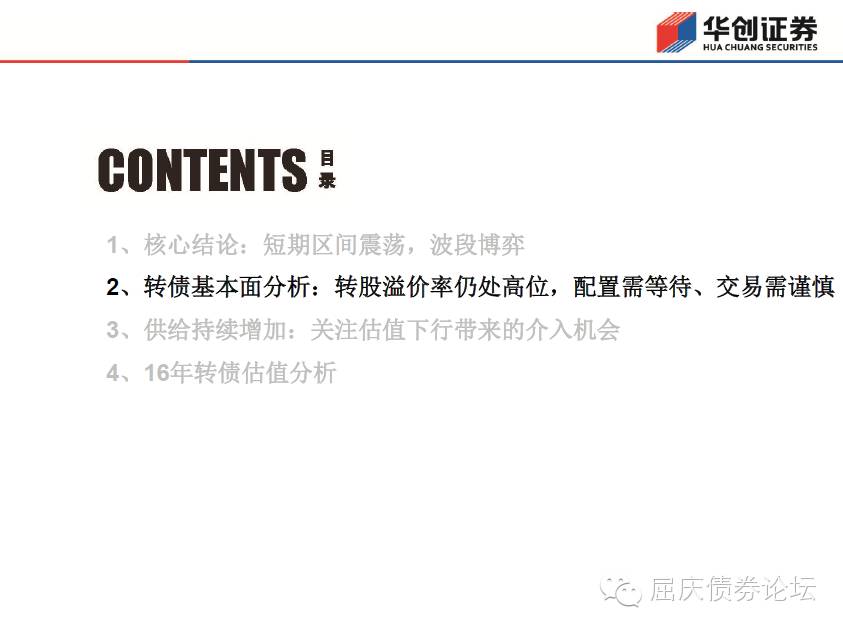 华创证券
HUA CHUANG SECURITIES
CONTENTS 目录
1、核心结论：短期区间震荡，波段博弈
2、转债基本面分析：转股溢价率仍处高位，配置需等待、交易需谨慎
3、供给持续增加：关注估值下行带来的介入机会
4、16年转债估值分析
屈庆债券论坛